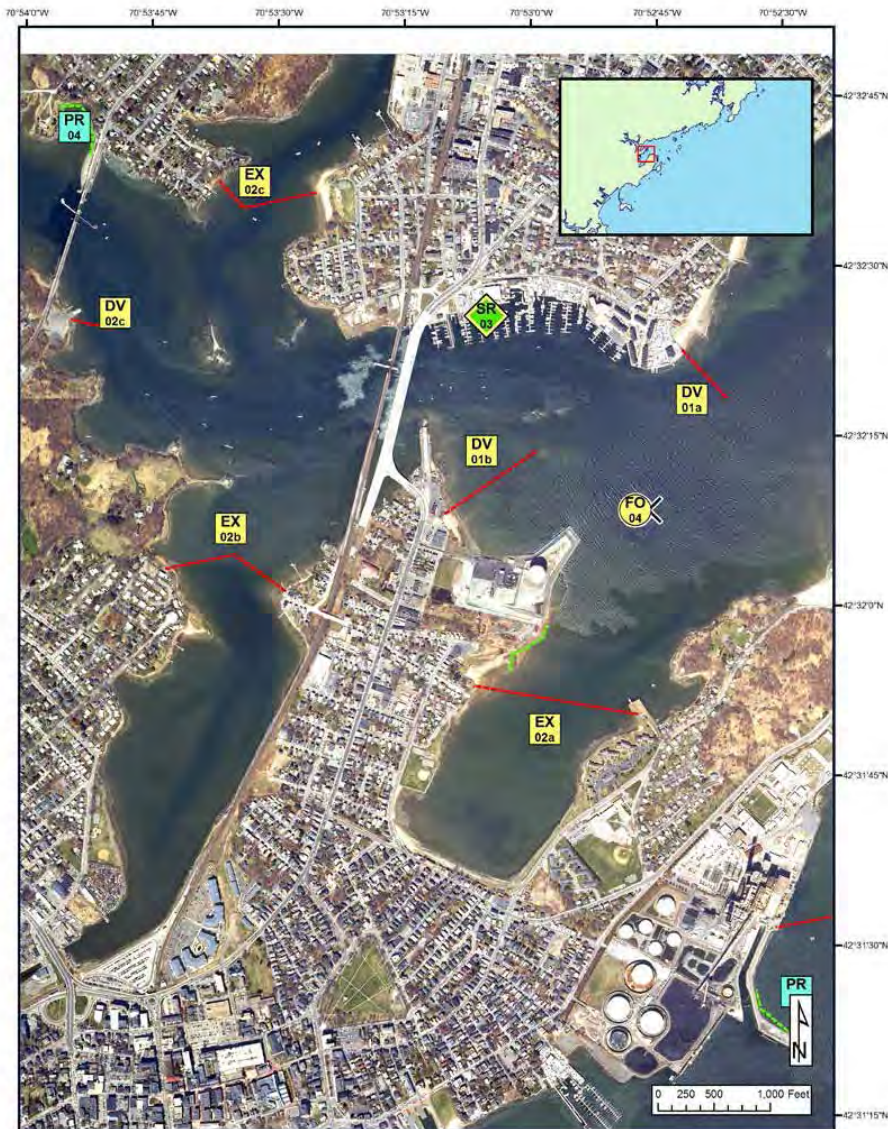 70°54'0"W
70°53'45"W
70°53'30"W
70°53'15"W
70°53'0"W
70°52'45"W
70°52'30"W
42°32'45"N
PR
04
EX
02c
42°32'30"N
DV
02c
SR
03
DV
01a
42°32'15"N
DV
01b
FO
04
EX
02b
42°32'0"N
EX
02a
42°31'45"N
42°31'30"N
PR
N
0 250 500 1,000 Feet
42°31'15"N